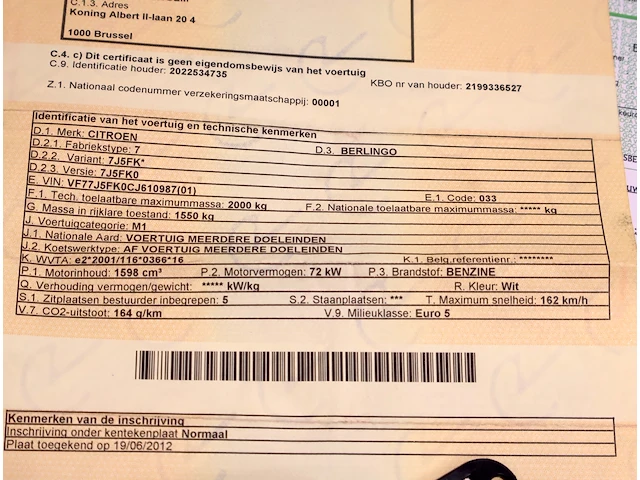 C.1.3. Adres
Koning Albert II-laan 20 4
1000 Brussel
C.4. c) Dit certificaat is geen eigendomsbewijs van het voertuig
C.9. Identificatie houder: 2022534735 KBO nr van houder: 2199336527
Z.1. Nationaal codenummer verzekeringsmaatschappij: 00001
Identificatie van het voertuig en technische kenmerken
D.1. Merk: CITROEN
D.2.1. Fabriekstype: 7 D.3. BERLINGO
D.2.2. Variant: 7J5FK*
D.2.3. Versie: 7J5FK0
E. VIN: VF77J5FK0CJ610987(01) E.1. Code: 033
F.1. Tech. toelaatbare maximummassa: 2000 kg F.2. Nationale toelaatbare maximummassa: ***** kg
G. Massa in rijklare toestand: 1550 kg
J. Voertuigcategorie: M1
J.1. Nationale Aard: VOERTUIG MEERDERE DOELEINDEN
J.2. Koetswerktype: AF VOERTUIG MEERDERE DOELEINDEN
K. WVTA: e2*2001/116*0366*16 K.1. Belg.referentienr.: ********
P.1. Motorinhoud: 1598 cm³ P.2. Motorvermogen: 72 kW P.3. Brandstof: BENZINE
Q. Verhouding vermogen/gewicht: ***** kW/kg R. Kleur: Wit
S.1. Zitplaatsen bestuurder inbegrepen: 5 S.2. Staanplaatsen: *** T. Maximum snelheid: 162 km/h
V.7. CO2-uitstoot: 164 g/km V.9. Milieuklasse: Euro 5
Kenmerken van de inschrijving
Inschrijving onder kentekenplaat Normaal
Plaat toegekend op 19/06/2012